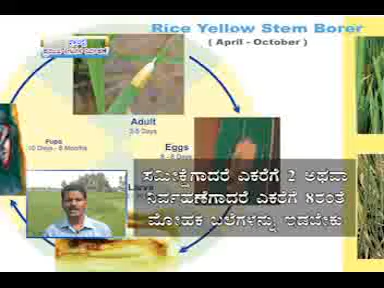 Rice Yellow Stem Borer
( April - October )
Adult
3-5 Days
Eggs
5 - 8 Days
Pupa
10 Days - 8 Months
ಸಮೀಕ್ಷೆಗಾದರೆ ಎಕರೆಗೆ 2 ಅಥವಾ
ನಿರ್ವಹಣೆಗಾದರೆ ಎಕರೆಗೆ 8ರಂತೆ
ಮೋಹಕ ಬಲೆಗಳನ್ನು ಇಡಬೇಕು